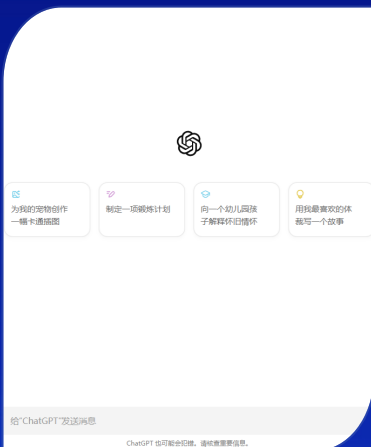 为我的宠物创作
一幅卡通插图
制定一项锻炼计划
向一个幼儿园孩
子解释怀旧情怀
用我最喜欢的体
裁写一个故事
给“ChatGPT”发送消息
ChatGPT 也可能会犯错。请核查重要信息。